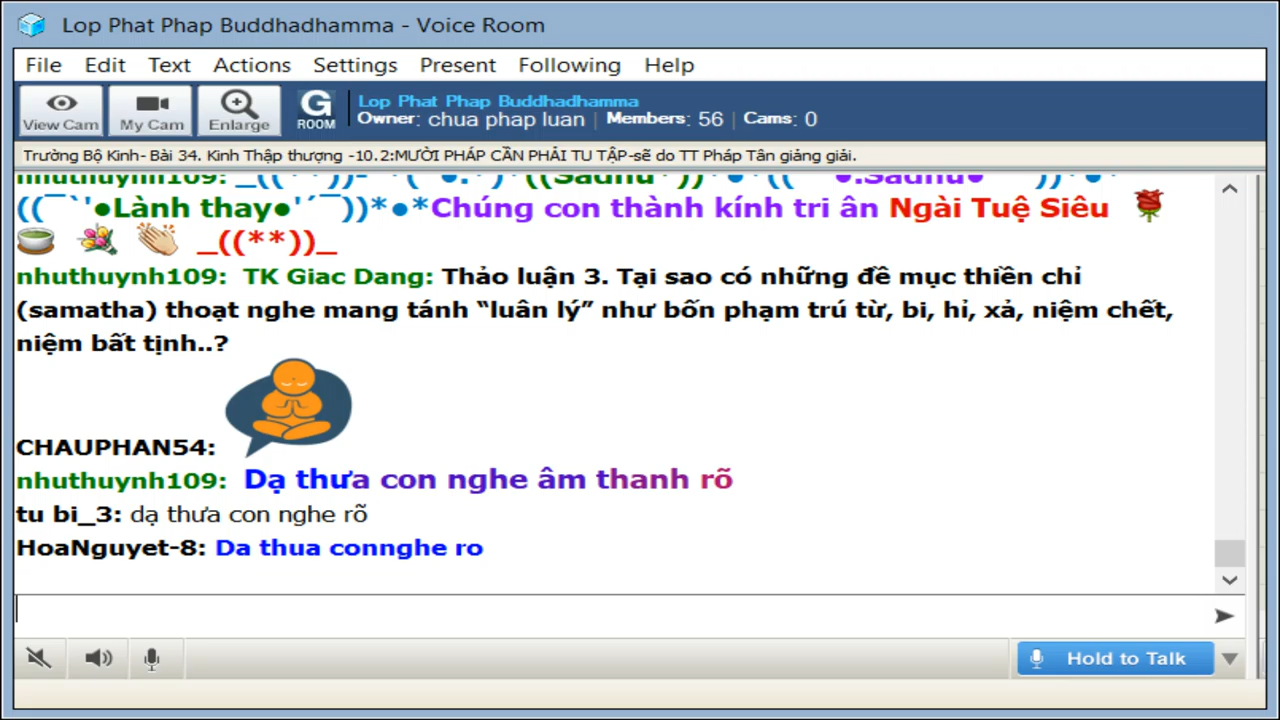 Lop Phat Phap Buddhadhamma - Voice Room
File Edit Text Actions Settings Present Following Help
View Cam My Cam Enlarge G ROOM Lop Phat Phap Buddhadhamma
Owner: chua phap luan | Members: 56 | Cams: 0
Trường Bộ Kinh- Bài 34. Kinh Thập thượng -10.2:MƯỜI PHÁP CẦN PHẢI TU TẬP-sẽ do TT Pháp Tân giảng giải.
nhuthuynh109:
((¯`'●Lành thay●'´¯))*●*Chúng con thành kính tri ân Ngài Tuệ Siêu
_((**))_
nhuthuynh109: TK Giac Dang: Thảo luận 3. Tại sao có những đề mục thiền chỉ
(samatha) thoạt nghe mang tánh “luân lý” như bốn phạm trú từ, bi, hỉ, xả, niệm chết,
niệm bất tịnh..?
CHAUPHAN54:
nhuthuynh109: Dạ thưa con nghe âm thanh rõ
tu bi_3: dạ thưa con nghe rõ
HoaNguyet-8: Da thua connghe ro
Hold to Talk